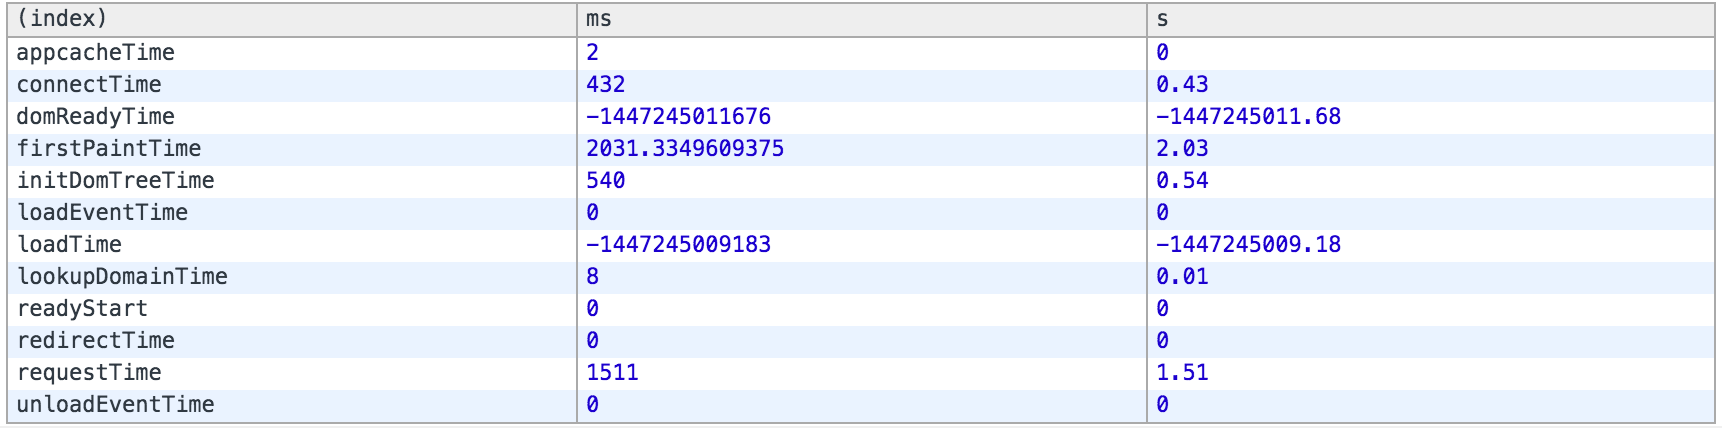 (index) ms s
appcacheTime 2 0
connectTime 432 0.43
domReadyTime -1447245011676 -1447245011.68
firstPaintTime 2031.3349609375 2.03
initDomTreeTime 540 0.54
loadEventTime 0 0
loadTime -1447245009183 -1447245009.18
lookupDomainTime 8 0.01
readyStart 0 0
redirectTime 0 0
requestTime 1511 1.51
unloadEventTime 0 0